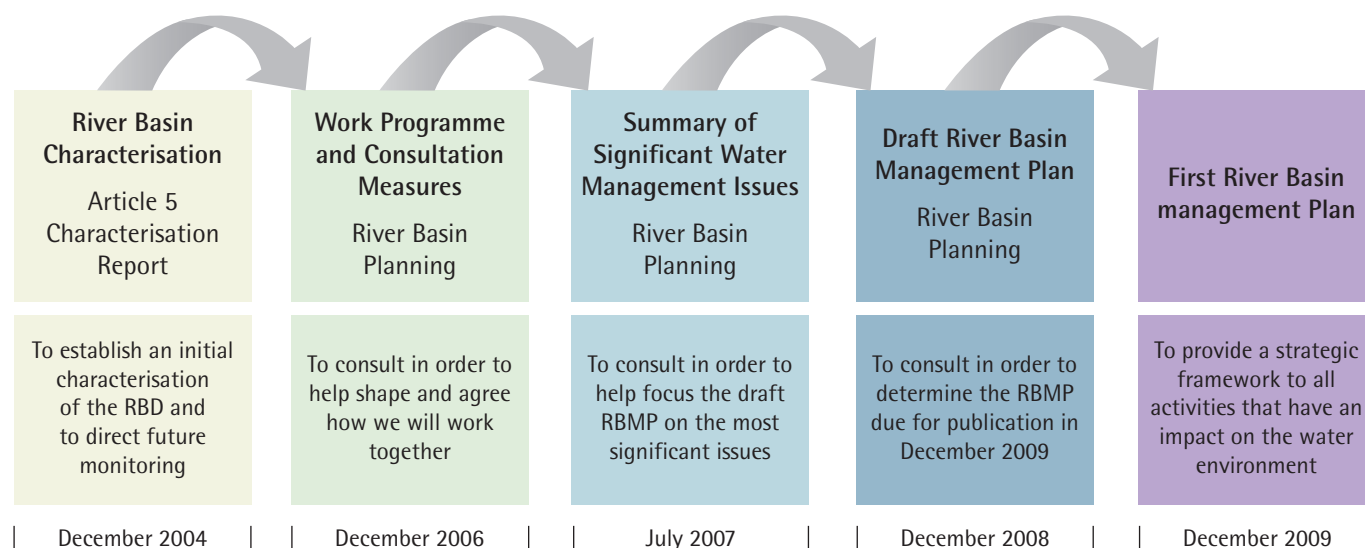 River Basin
Characterisation
Article 5
Characterisation
Report
Work Programme
and Consultation
Measures
River Basin
Planning
Summary of
Significant Water
Management Issues
River Basin
Planning
Draft River Basin
Management Plan
River Basin
Planning
First River Basin
management Plan
To establish an initial
characterisation
of the RBD and
to direct future
monitoring
To consult in order to
help shape and agree
how we will work
together
To consult in order to
help focus the draft
RBMP on the most
significant issues
To consult in order to
determine the RBMP
due for publication in
December 2009
To provide a strategic
framework to all
activities that have an
impact on the water
environment
December 2004
December 2006
July 2007
December 2008
December 2009